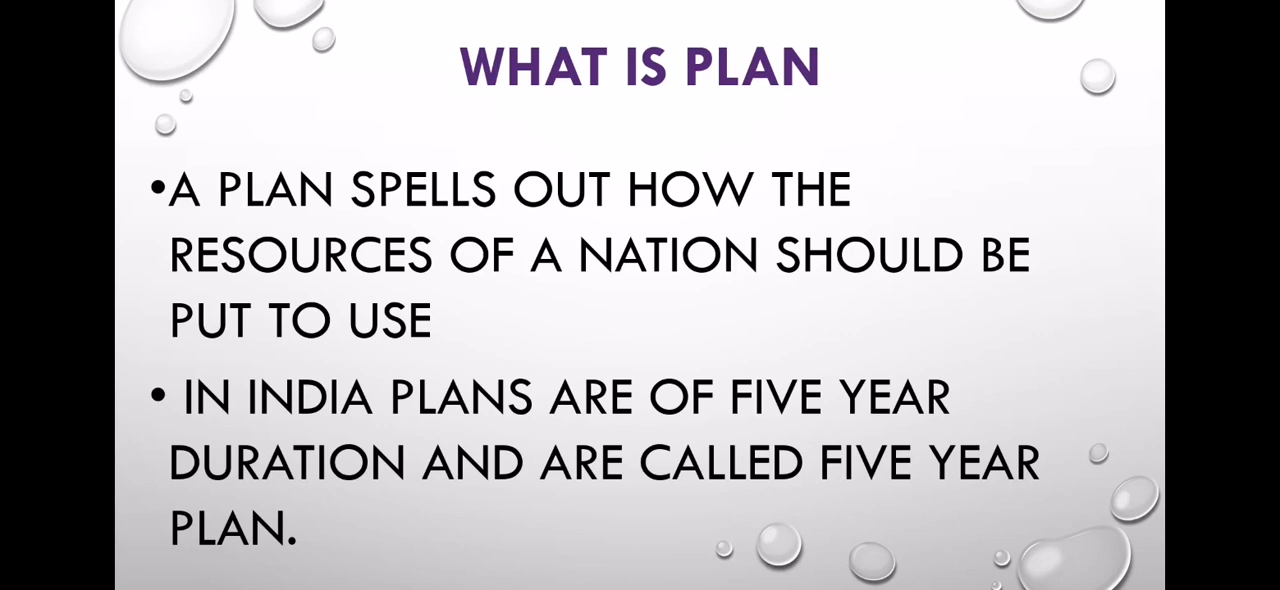 WHAT IS PLAN
•A PLAN SPELLS OUT HOW THE
RESOURCES OF A NATION SHOULD BE
PUT TO USE
• IN INDIA PLANS ARE OF FIVE YEAR
DURATION AND ARE CALLED FIVE YEAR
PLAN.